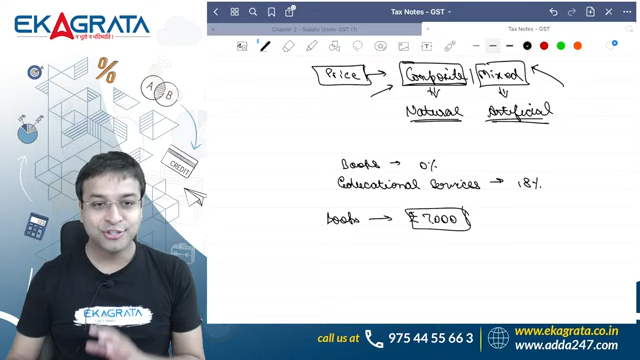 EKAGRATA
Tax Notes - GST
Chapter 2 - Supply Under GST (1)
Tax Notes - GST
Price → Composite | Mixed
Natural Artificial
Books → 0%
Educational Services → 18%
Books → ₹7000
%
A B
15%
30%
CREDIT
EKAGRATA
call us at 975 44 55 66 3
www.ekagrata.co.in
www.adda247.com